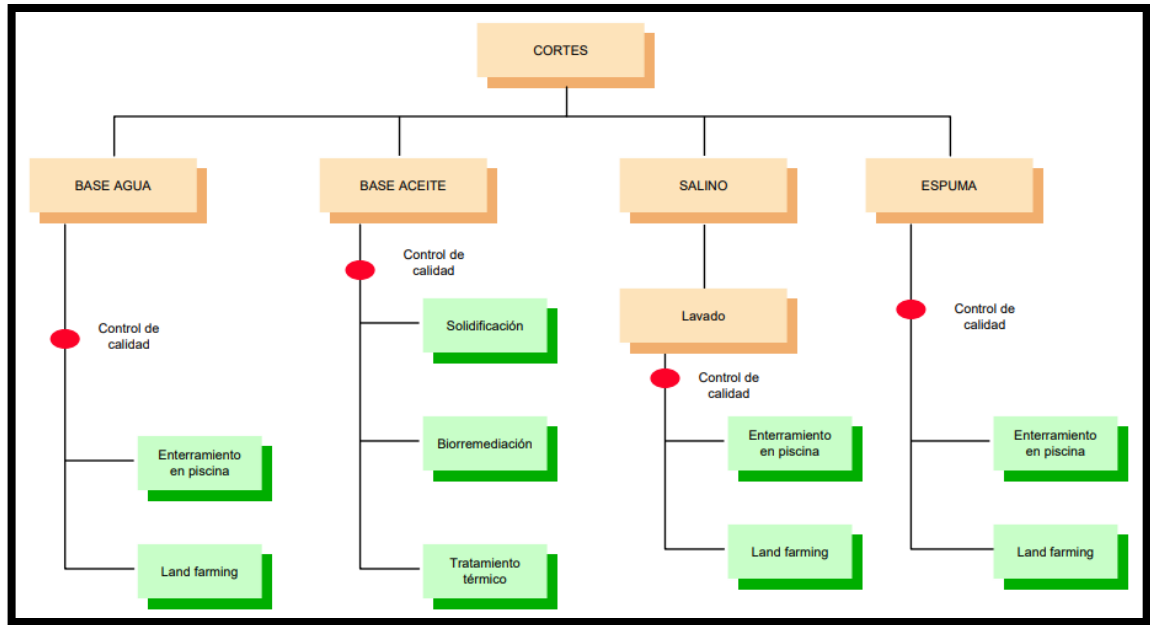 CORTES
BASE AGUA
BASE ACEITE
SALINO
ESPUMA
Control de
calidad
Control de
calidad
Solidificación
Lavado
Control de
calidad
Control de
calidad
Enterramiento
en piscina
Biorremediación
Enterramiento
en piscina
Enterramiento
en piscina
Land farming
Tratamiento
térmico
Land farming
Land farming